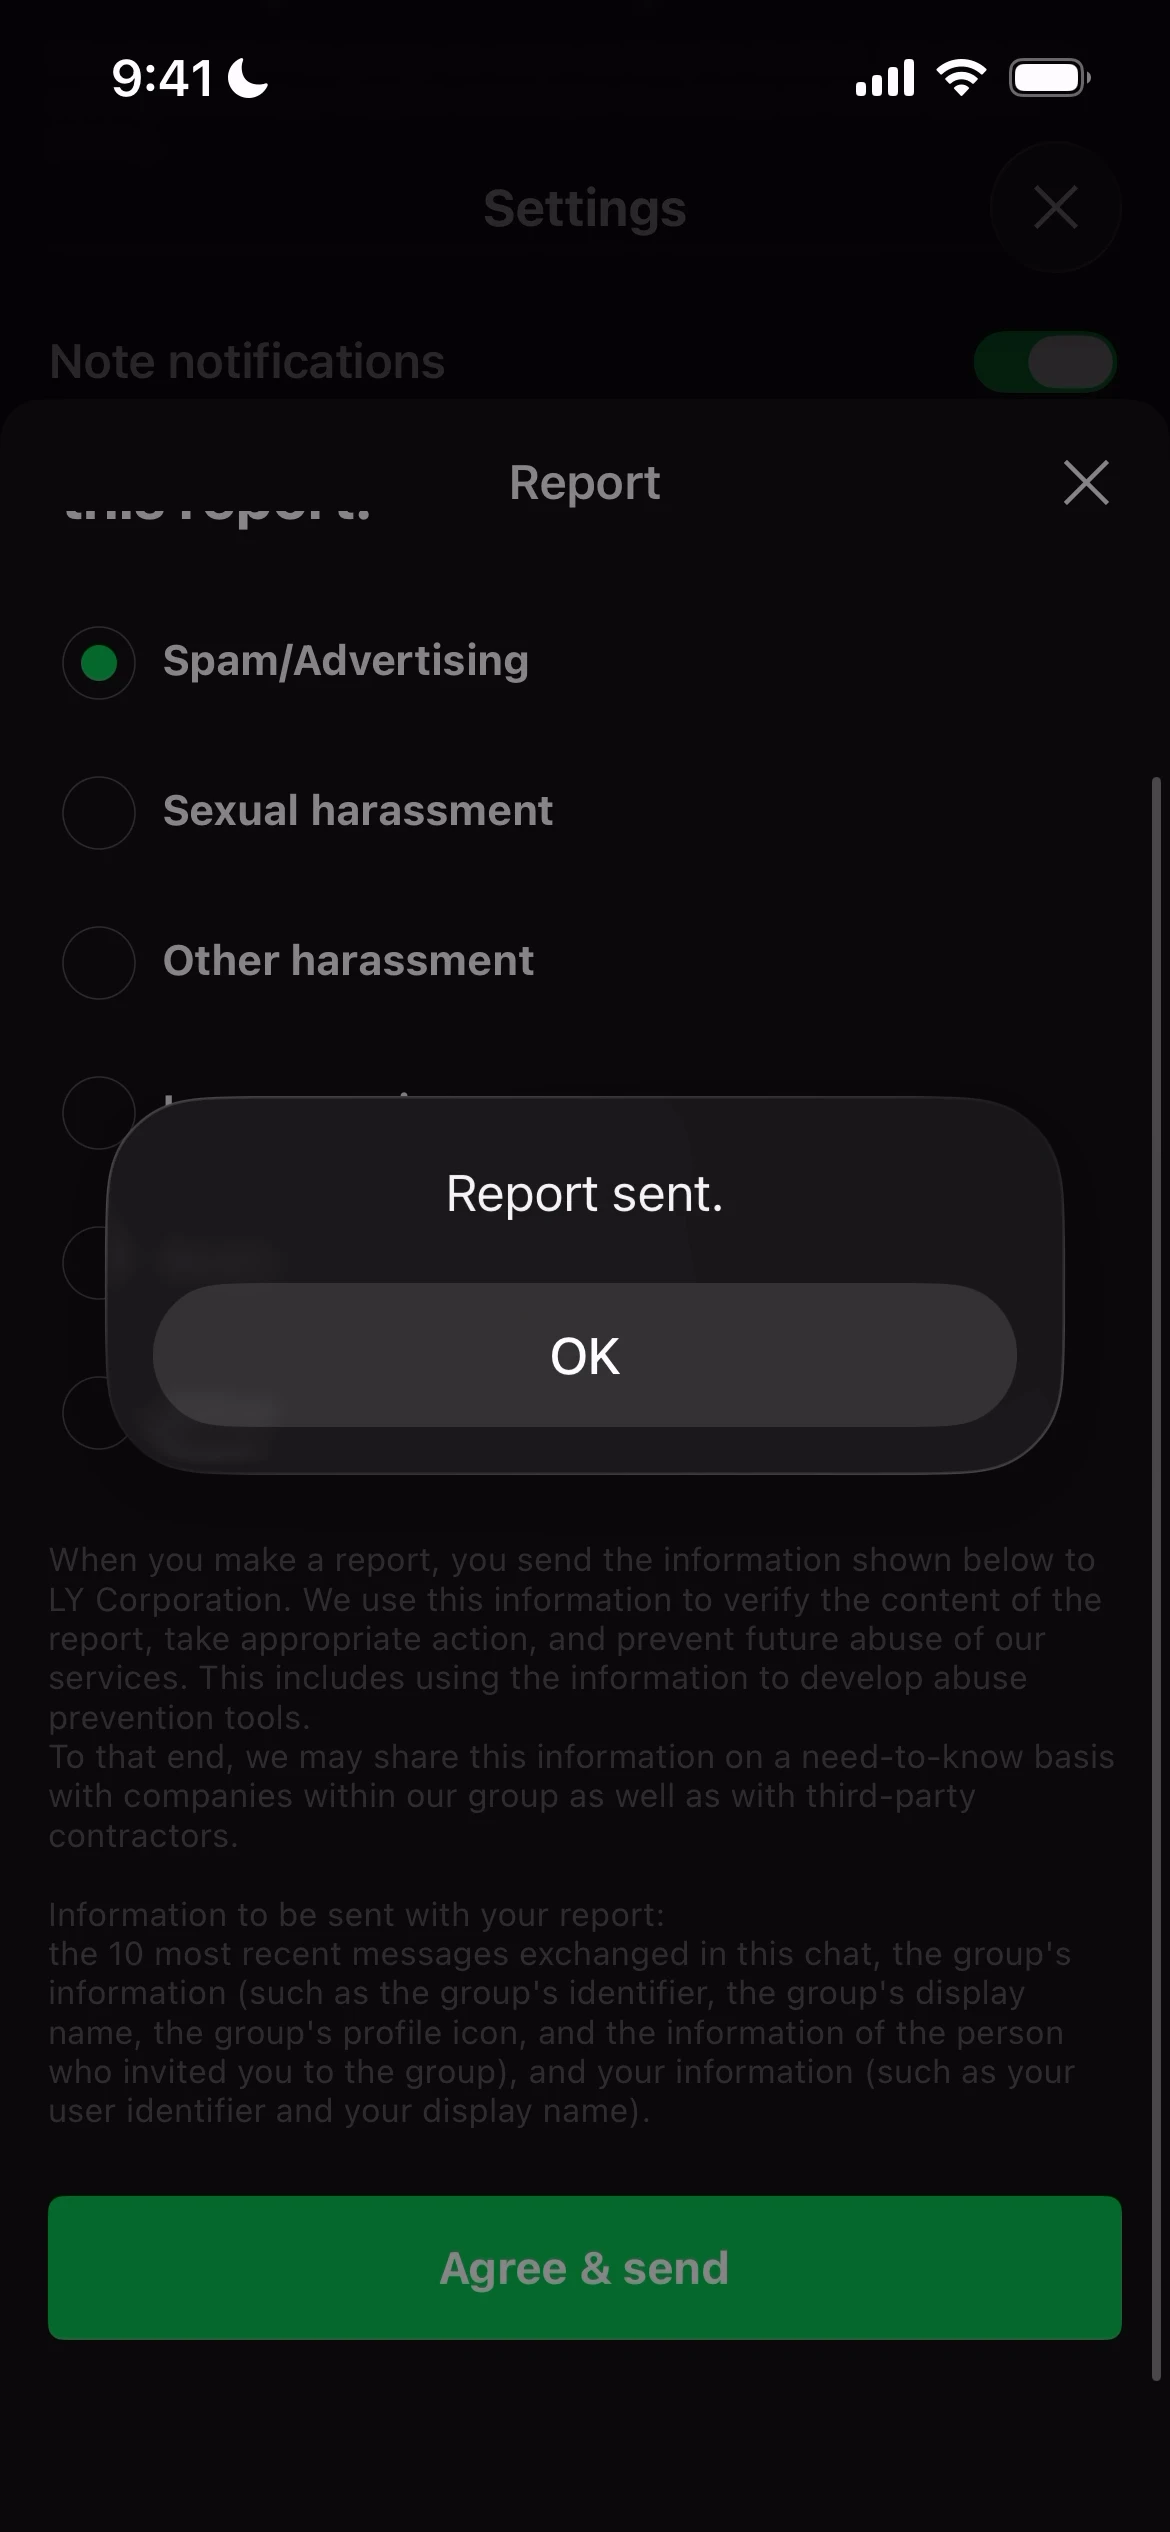 9:41
Settings
Note notifications
Report
this report.
Spam/Advertising
Sexual harassment
Other harassment
Report sent.
OK
When you make a report, you send the information shown below to
LY Corporation. We use this information to verify the content of the
report, take appropriate action, and prevent future abuse of our
services. This includes using the information to develop abuse
prevention tools.
To that end, we may share this information on a need-to-know basis
with companies within our group as well as with third-party
contractors.
Information to be sent with your report:
the 10 most recent messages exchanged in this chat, the group's
information (such as the group's identifier, the group's display
name, the group's profile icon, and the information of the person
who invited you to the group), and your information (such as your
user identifier and your display name).
Agree & send